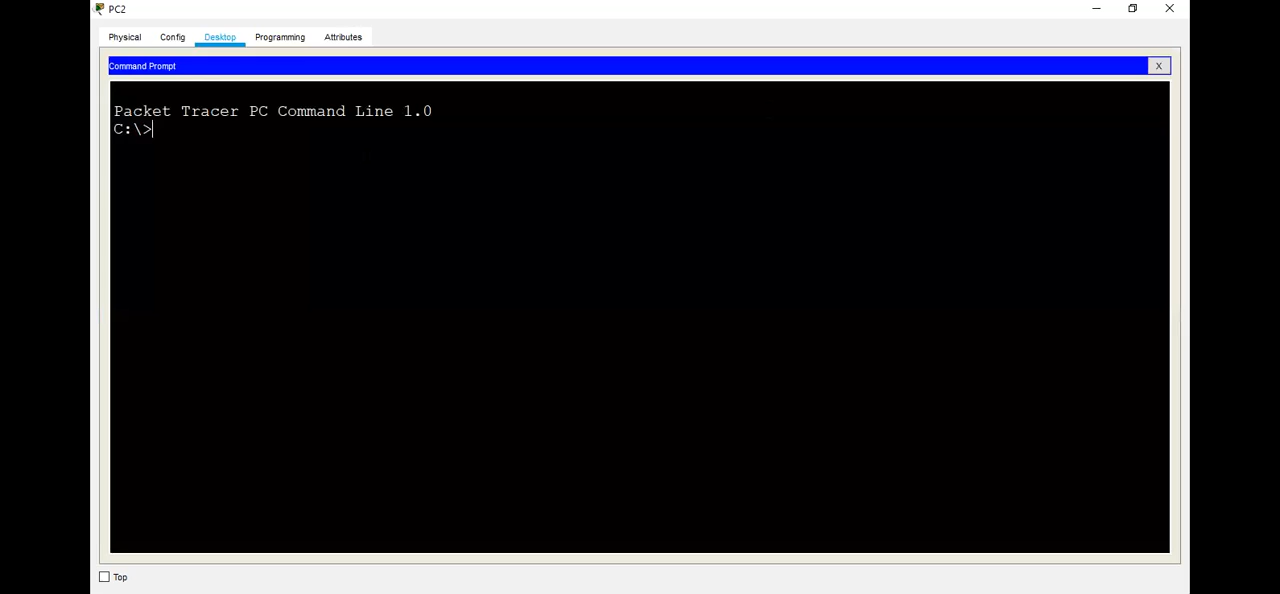 PC2
Physical Config Desktop Programming Attributes
Command Prompt X
Packet Tracer PC Command Line 1.0
C:\>
Top